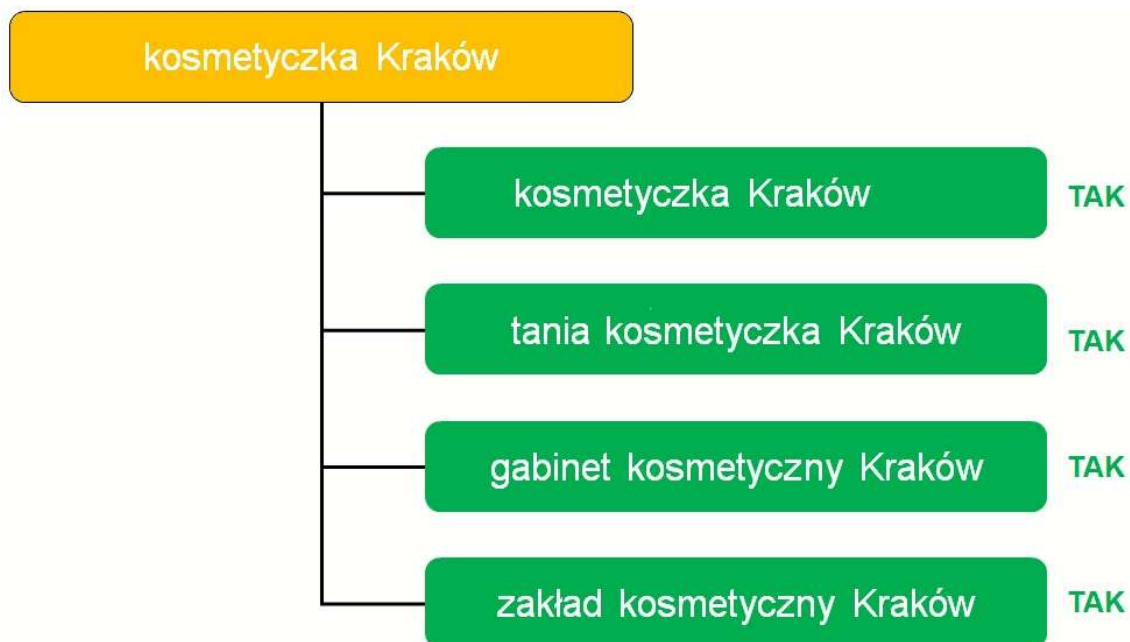 kosmetyczka Kraków
kosmetyczka Kraków TAK
tania kosmetyczka Kraków TAK
gabinet kosmetyczny Kraków TAK
zakład kosmetyczny Kraków TAK